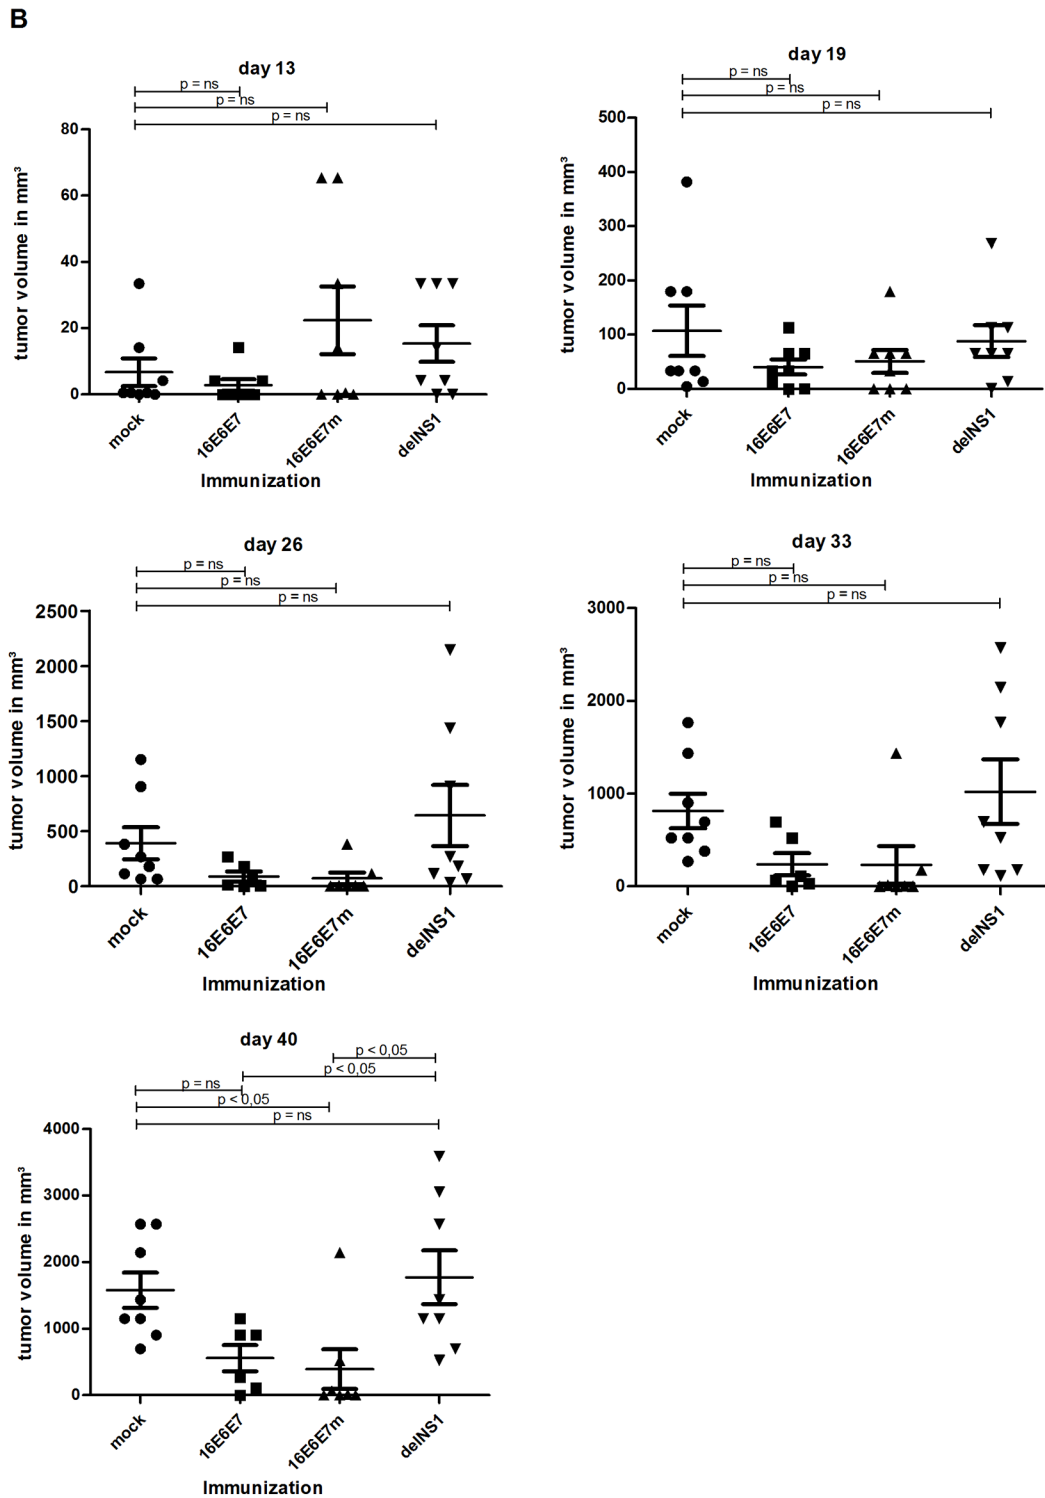 B
day 13
p = ns
p = ns
p = ns
tumor volume in mm³
80
60
40
20
0
mock
16E6E7
16E6E7m
delNS1
Immunization
day 19
p = ns
p = ns
p = ns
tumor volume in mm³
500
400
300
200
100
0
mock
16E6E7
16E6E7m
delNS1
Immunization
day 26
p = ns
p = ns
p = ns
tumor volume in mm³
2500
2000
1500
1000
500
0
mock
16E6E7
16E6E7m
delNS1
Immunization
day 33
p = ns
p = ns
p = ns
tumor volume in mm³
3000
2000
1000
0
mock
16E6E7
16E6E7m
delNS1
Immunization
day 40
p < 0,05
p < 0,05
p = ns
p < 0,05
p = ns
tumor volume in mm³
4000
3000
2000
1000
0
mock
16E6E7
16E6E7m
delNS1
Immunization